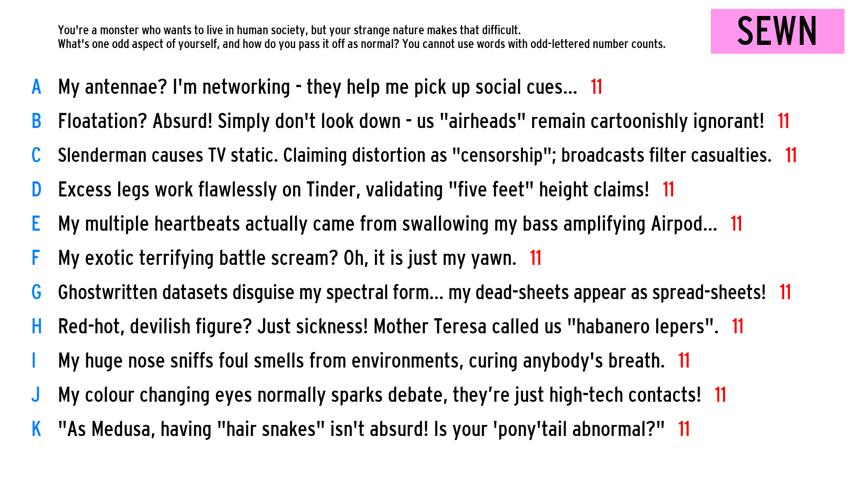 You're a monster who wants to live in human society, but your strange nature makes that difficult.
What's one odd aspect of yourself, and how do you pass it off as normal? You cannot use words with odd-lettered number counts.
SEWN
A My antennae? I'm networking - they help me pick up social cues... 11
B Floatation? Absurd! Simply don't look down - us "airheads" remain cartoonishly ignorant! 11
C Slenderman causes TV static. Claiming distortion as "censorship"; broadcasts filter casualties. 11
D Excess legs work flawlessly on Tinder, validating "five feet" height claims! 11
E My multiple heartbeats actually came from swallowing my bass amplifying Airpod... 11
F My exotic terrifying battle scream? Oh, it is just my yawn. 11
G Ghostwritten datasets disguise my spectral form... my dead-sheets appear as spread-sheets! 11
H Red-hot, devilish figure? Just sickness! Mother Teresa called us "habanero lepers". 11
I My huge nose sniffs foul smells from environments, curing anybody's breath. 11
J My colour changing eyes normally sparks debate, they’re just high-tech contacts! 11
K "As Medusa, having "hair snakes" isn't absurd! Is your 'pony'tail abnormal?" 11